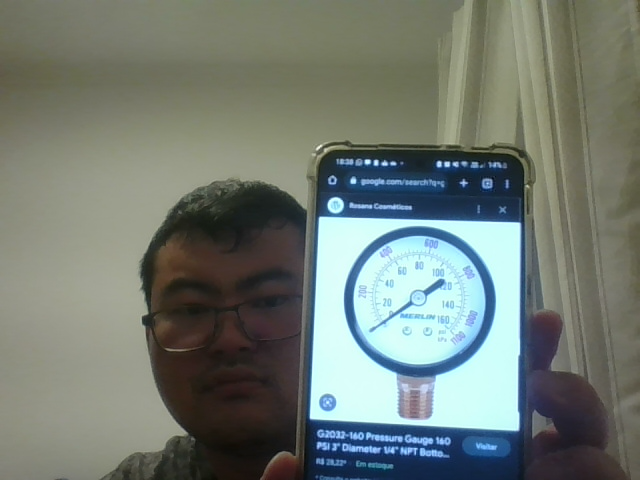 18:38
14%
google.com/search?q=g
Rosana Cosméticos
600
400
800
80
60
100
120
200
40
20
140
MERLIN
160
1000
psi
kPa
1100
G2032-160 Pressure Gauge 160
PSI 3" Diameter 1/4" NPT Botto...
Visitar
R$ 28,22* · Em estoque